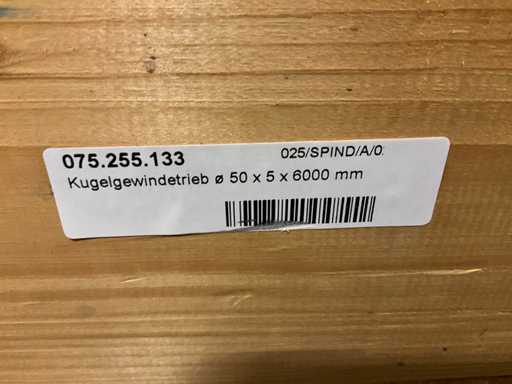 075.255.133 025/SPIND/A/0
Kugelgewindetrieb ø 50 x 5 x 6000 mm